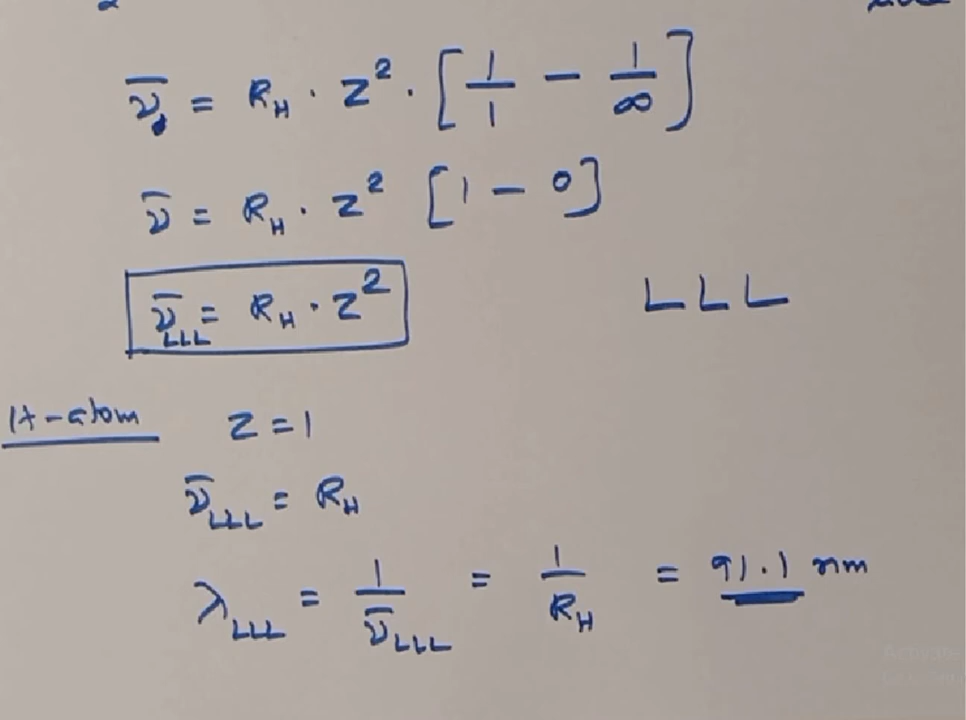 ν̅ = R_H · Z² · [1/1 − 1/∞]
ν̅ = R_H · Z² [1 − 0]
ν̅_LLL = R_H · Z²
LLL
H-atom Z = 1
ν̅_LLL = R_H
λ_LLL = 1/ν̅_LLL = 1/R_H = 91.1 nm